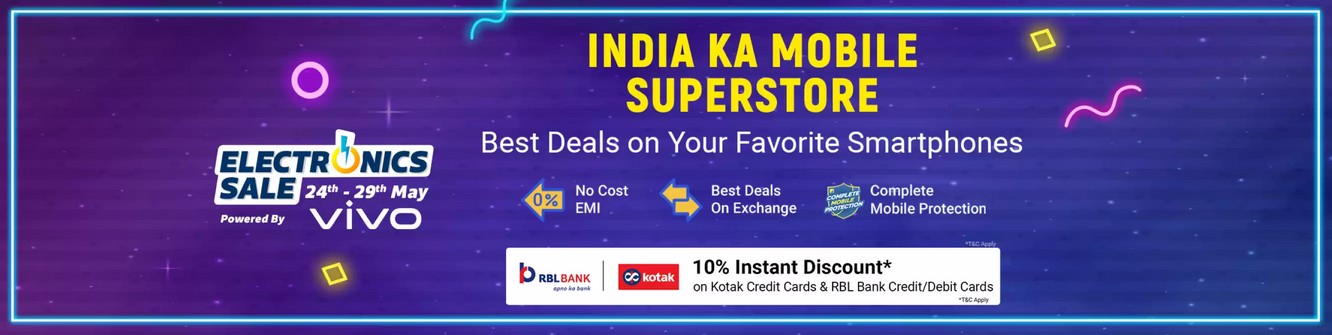 INDIA KA MOBILE
SUPERSTORE
Best Deals on Your Favorite Smartphones
ELECTRONICS
SALE 24th - 29th May
Powered By vivo
0% No Cost
EMI
Best Deals
On Exchange
COMPLETE
MOBILE
PROTECTION
Complete
Mobile Protection
*T&C Apply
RBLBANK
apno ka bank
kotak
10% Instant Discount*
on Kotak Credit Cards & RBL Bank Credit/Debit Cards
*T&C Apply